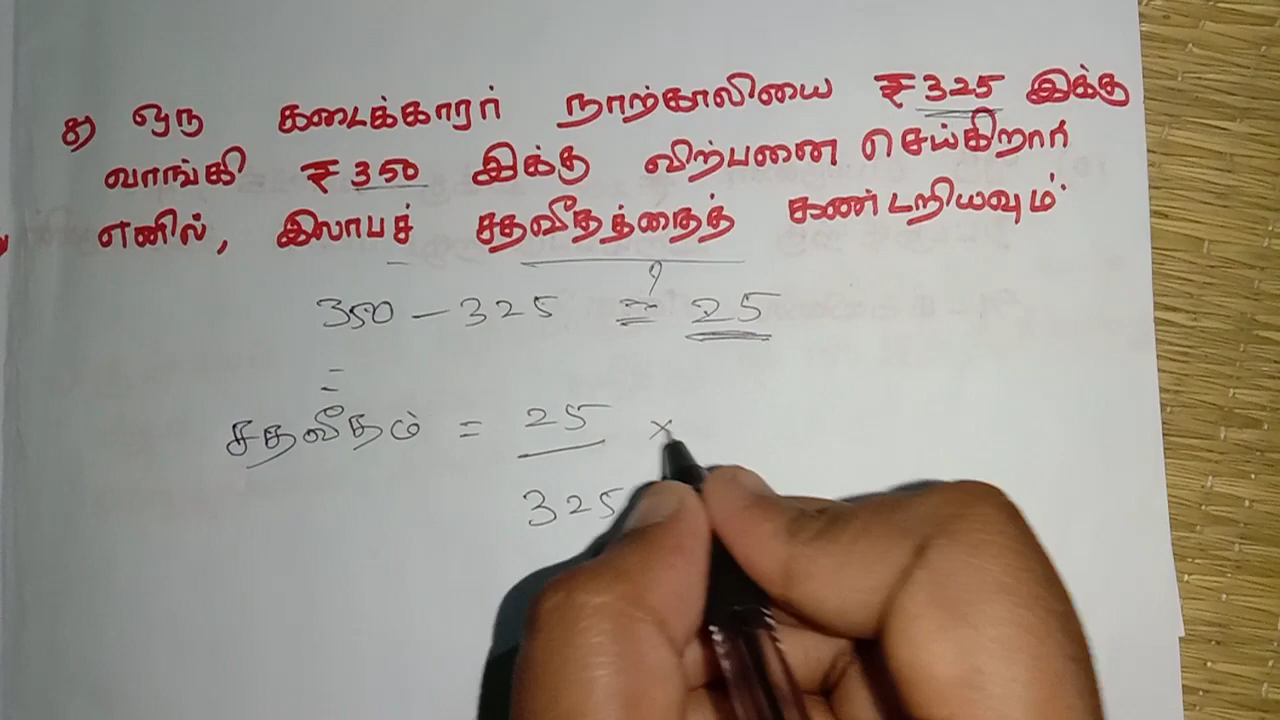 8) ஒரு கடைக்காரர் நாற்காலியை ₹325 இக்கு
வாங்கி ₹350 இக்கு விற்பனை செய்கிறார்
எனில், இலாபச் சதவீதத்தைத் கண்டறியவும்.
350 - 325 = 25
=
சதவீதம் = 25 ×
325